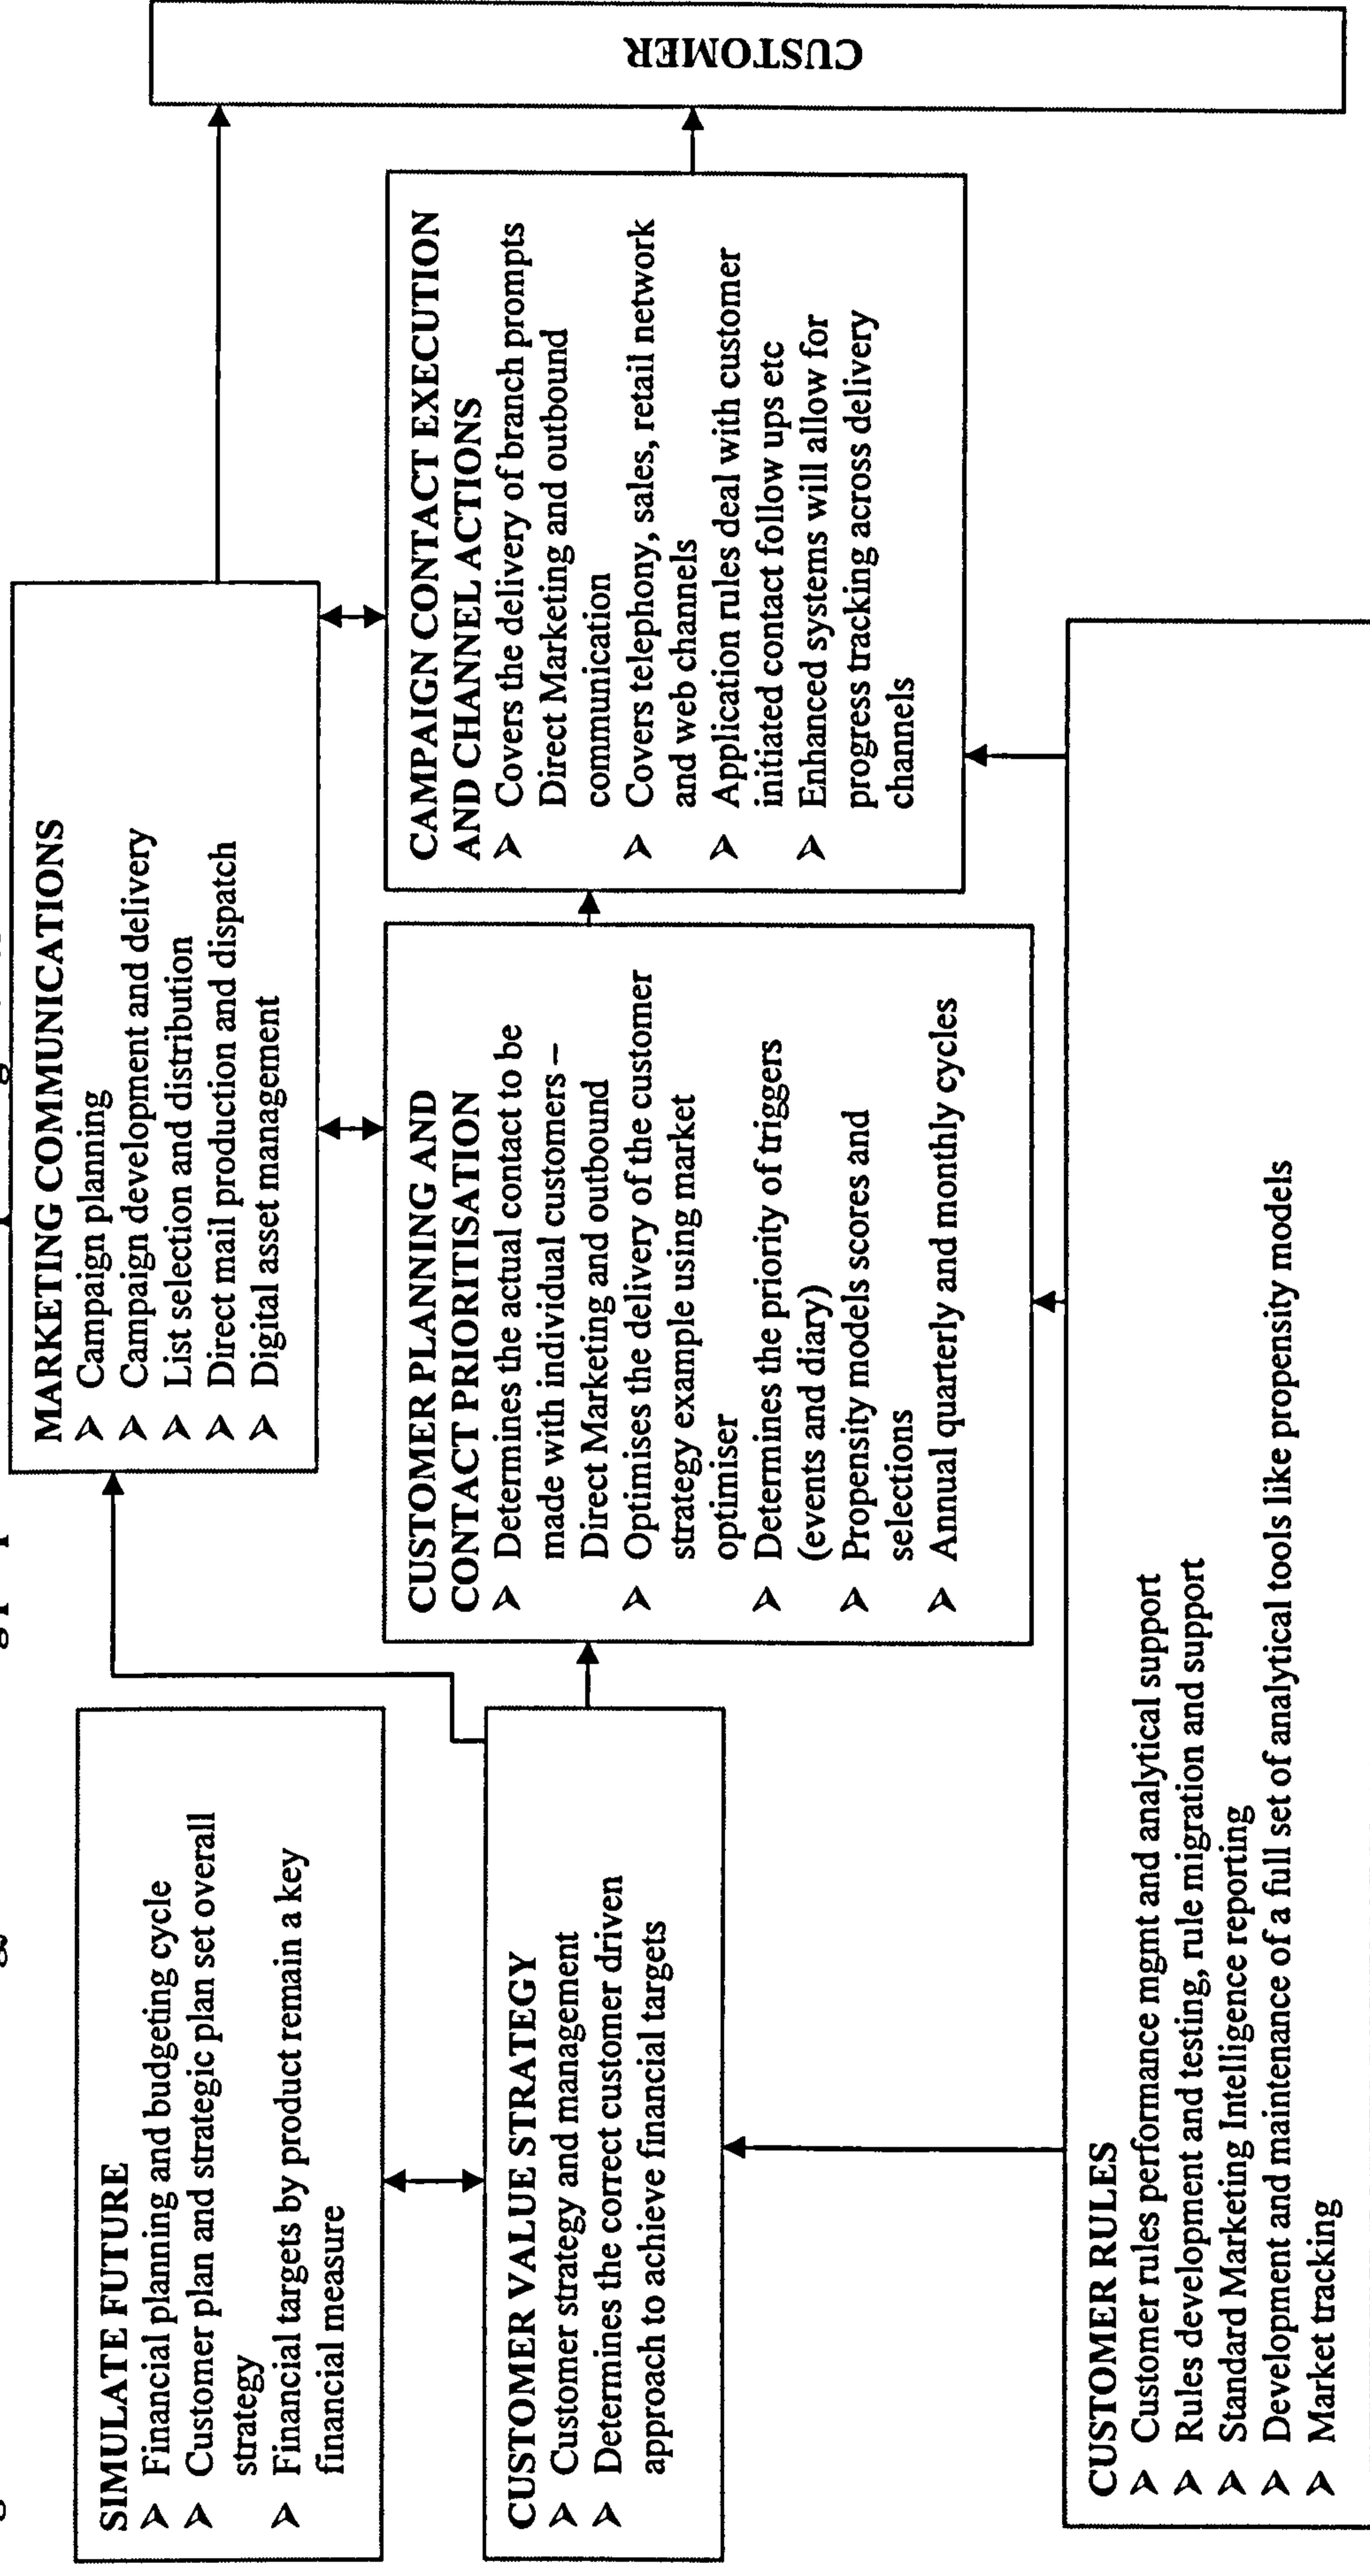 SIMULATE FUTURE
➢ Financial planning and budgeting cycle
➢ Customer plan and strategic plan set overall
strategy
➢ Financial targets by product remain a key
financial measure
CUSTOMER VALUE STRATEGY
➢ Customer strategy and management
➢ Determines the correct customer driven
approach to achieve financial targets
MARKETING COMMUNICATIONS
➢ Campaign planning
➢ Campaign development and delivery
➢ List selection and distribution
➢ Direct mail production and dispatch
➢ Digital asset management
CUSTOMER PLANNING AND
CONTACT PRIORITISATION
➢ Determines the actual contact to be
made with individual customers –
Direct Marketing and outbound
➢ Optimises the delivery of the customer
strategy example using market
optimiser
➢ Determines the priority of triggers
(events and diary)
➢ Propensity models scores and
selections
➢ Annual quarterly and monthly cycles
CAMPAIGN CONTACT EXECUTION
AND CHANNEL ACTIONS
➢ Covers the delivery of branch prompts
Direct Marketing and outbound
communication
➢ Covers telephony, sales, retail network
and web channels
➢ Application rules deal with customer
initiated contact follow ups etc
➢ Enhanced systems will allow for
progress tracking across delivery
channels
CUSTOMER
CUSTOMER RULES
➢ Customer rules performance mgmt and analytical support
➢ Rules development and testing, rule migration and support
➢ Standard Marketing Intelligence reporting
➢ Development and maintenance of a full set of analytical tools like propensity models
➢ Market tracking